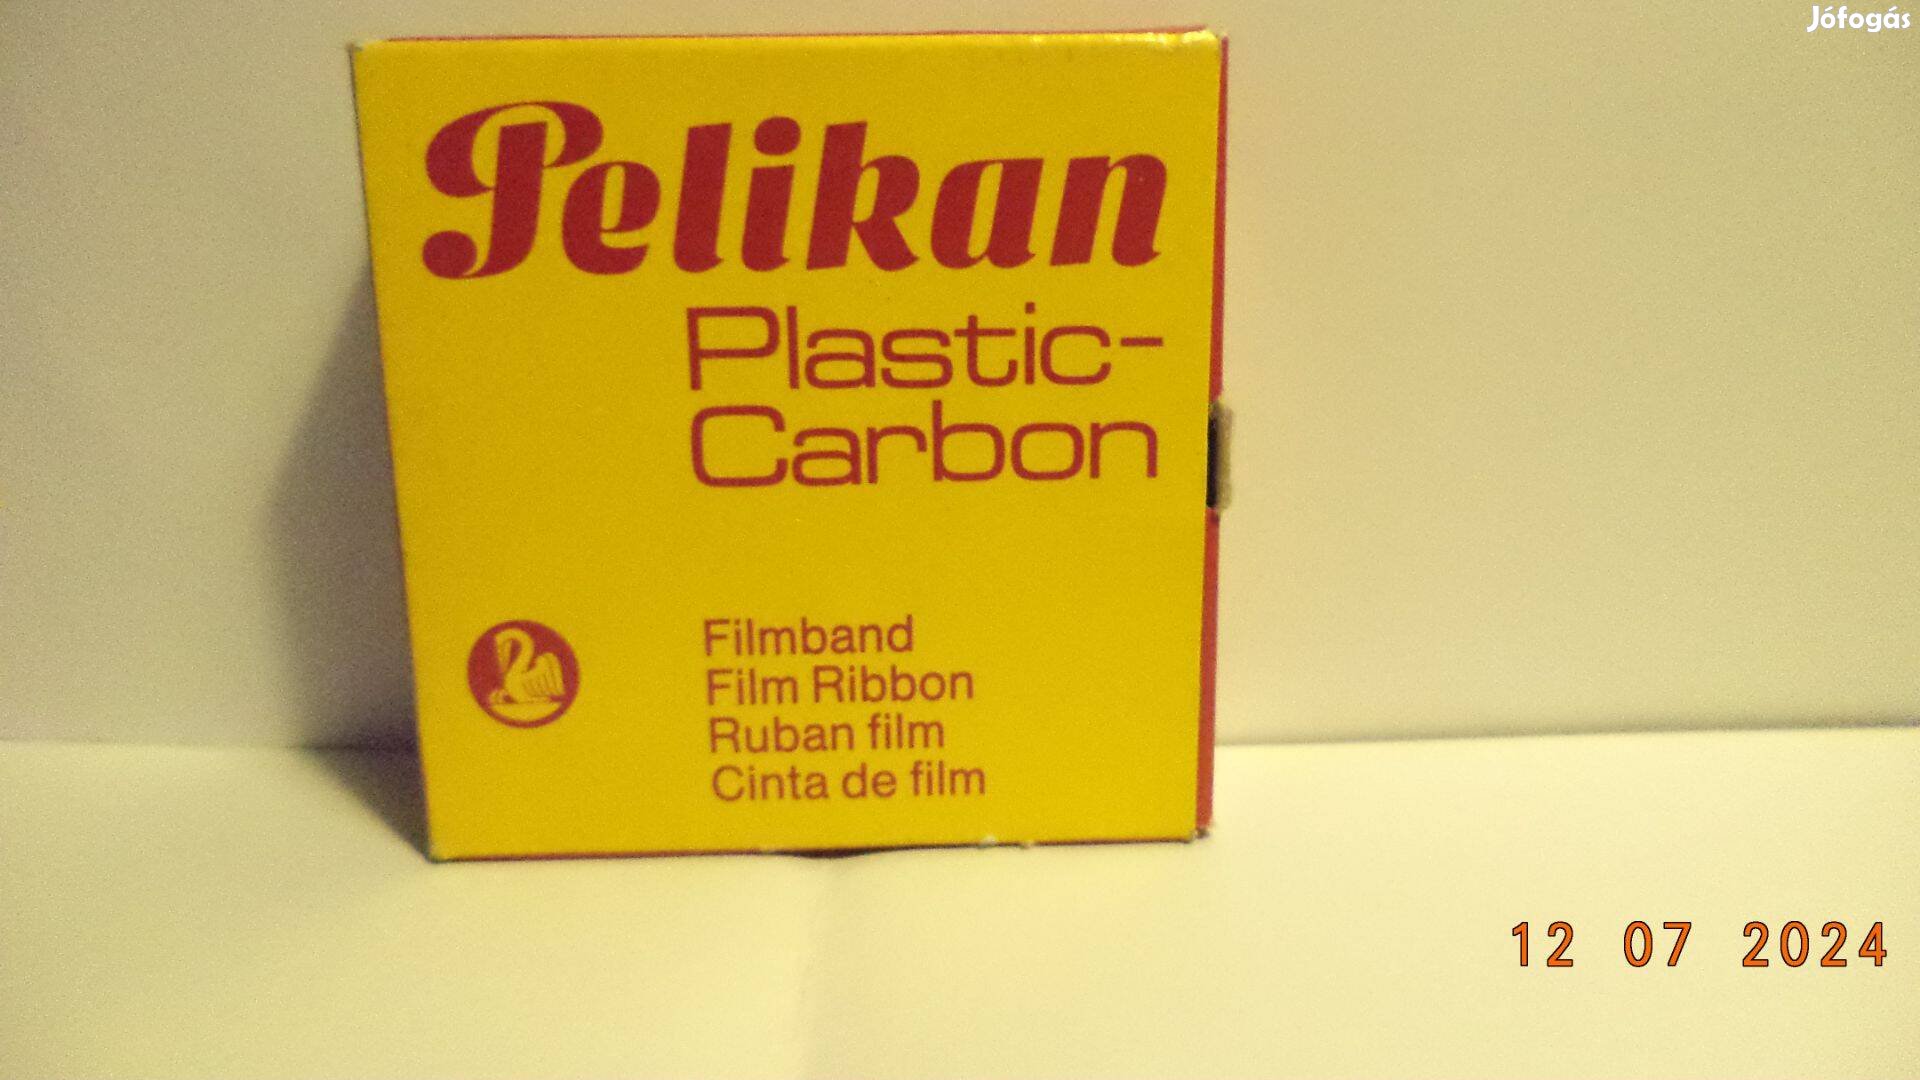 Jófogás
Pelikan
Plastic-
Carbon
Filmband
Film Ribbon
Ruban film
Cinta de film
12 07 2024